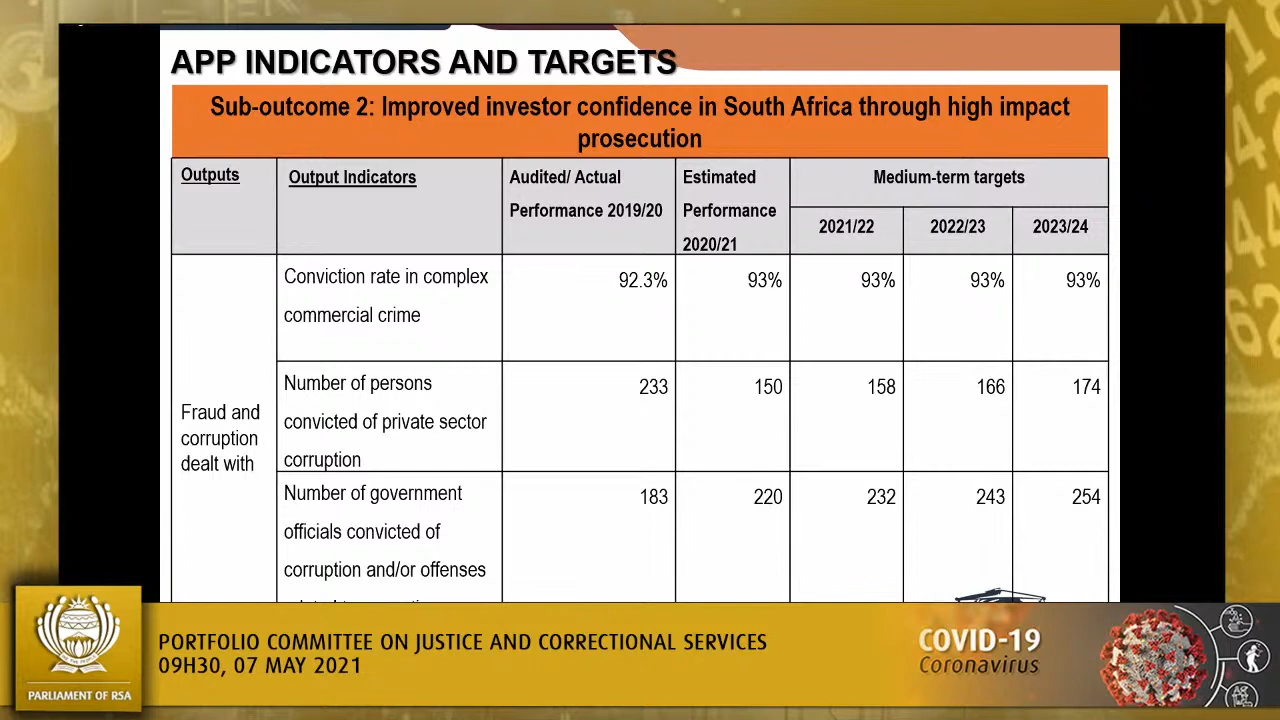 APP INDICATORS AND TARGETS
Sub-outcome 2: Improved investor confidence in South Africa through high impact
prosecution
Outputs
Output Indicators
Audited/ Actual
Performance 2019/20
Estimated
Performance
2020/21
Medium-term targets
2021/22
2022/23
2023/24
Fraud and
corruption
dealt with
Conviction rate in complex
commercial crime
92.3%
93%
93%
93%
93%
Number of persons
convicted of private sector
corruption
233
150
158
166
174
Number of government
officials convicted of
corruption and/or offenses
183
220
232
243
254
PARLIAMENT OF RSA
PORTFOLIO COMMITTEE ON JUSTICE AND CORRECTIONAL SERVICES
09H30, 07 MAY 2021
COVID-19
Coronavirus